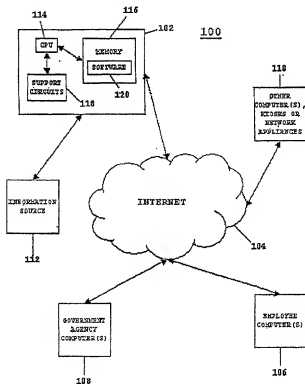 114
116
102
100
CPU
MEMORY
SOFTWARE
120
SUPPORT
CIRCUITS
118
110
OTHER
COMPUTER(S),
KIOSKS OR
NETWORK
APPLIANCES
INFORMATION
SOURCE
112
INTERNET
104
GOVERNMENT
AGENCY
COMPUTER(S)
108
EMPLOYEE
COMPUTER(S)
106